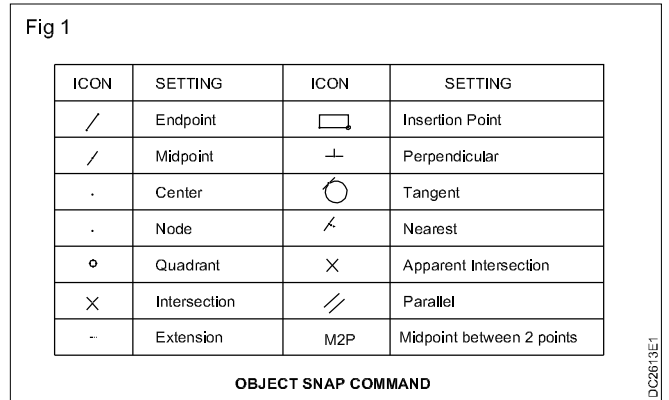 Fig 1
ICON SETTING ICON SETTING
Endpoint Insertion Point
Midpoint Perpendicular
Center Tangent
Node Nearest
Quadrant Apparent Intersection
Intersection Parallel
Extension M2P Midpoint between 2 points
OBJECT SNAP COMMAND
DC2613E1